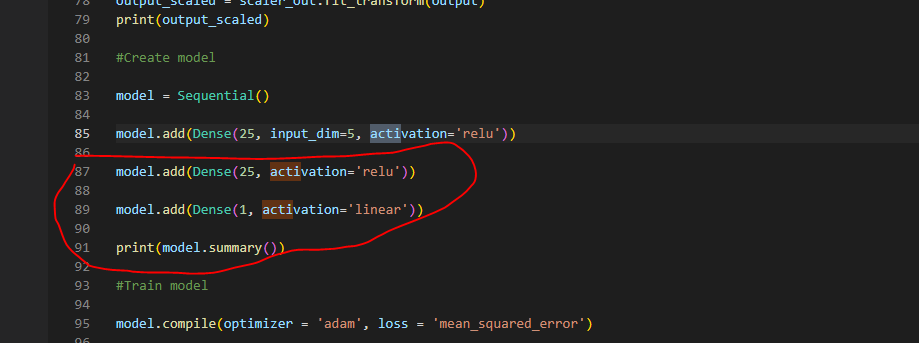 78 output_scaled = scaler_out.fit_transform(output)
79 print(output_scaled)
80
81 #Create model
82
83 model = Sequential()
84
85 model.add(Dense(25, input_dim=5, activation='relu'))
86
87 model.add(Dense(25, activation='relu'))
88
89 model.add(Dense(1, activation='linear'))
90
91 print(model.summary())
92
93 #Train model
94
95 model.compile(optimizer = 'adam', loss = 'mean_squared_error')
96